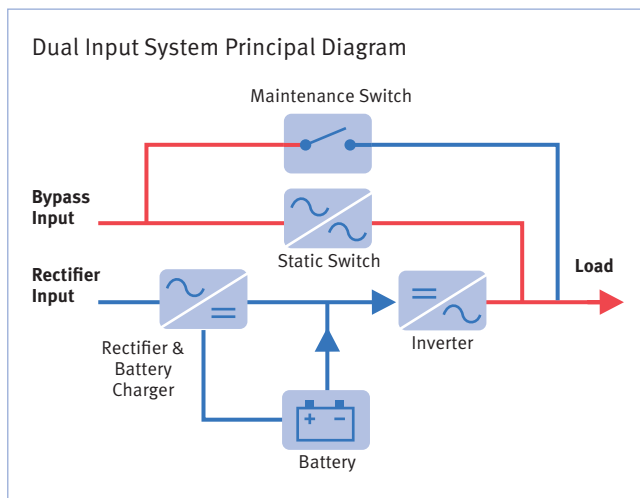 Dual Input System Principal Diagram
Maintenance Switch
Bypass
Input
Static Switch
Rectifier
Input
Load
Rectifier &
Battery
Charger
Inverter
+ −
Battery